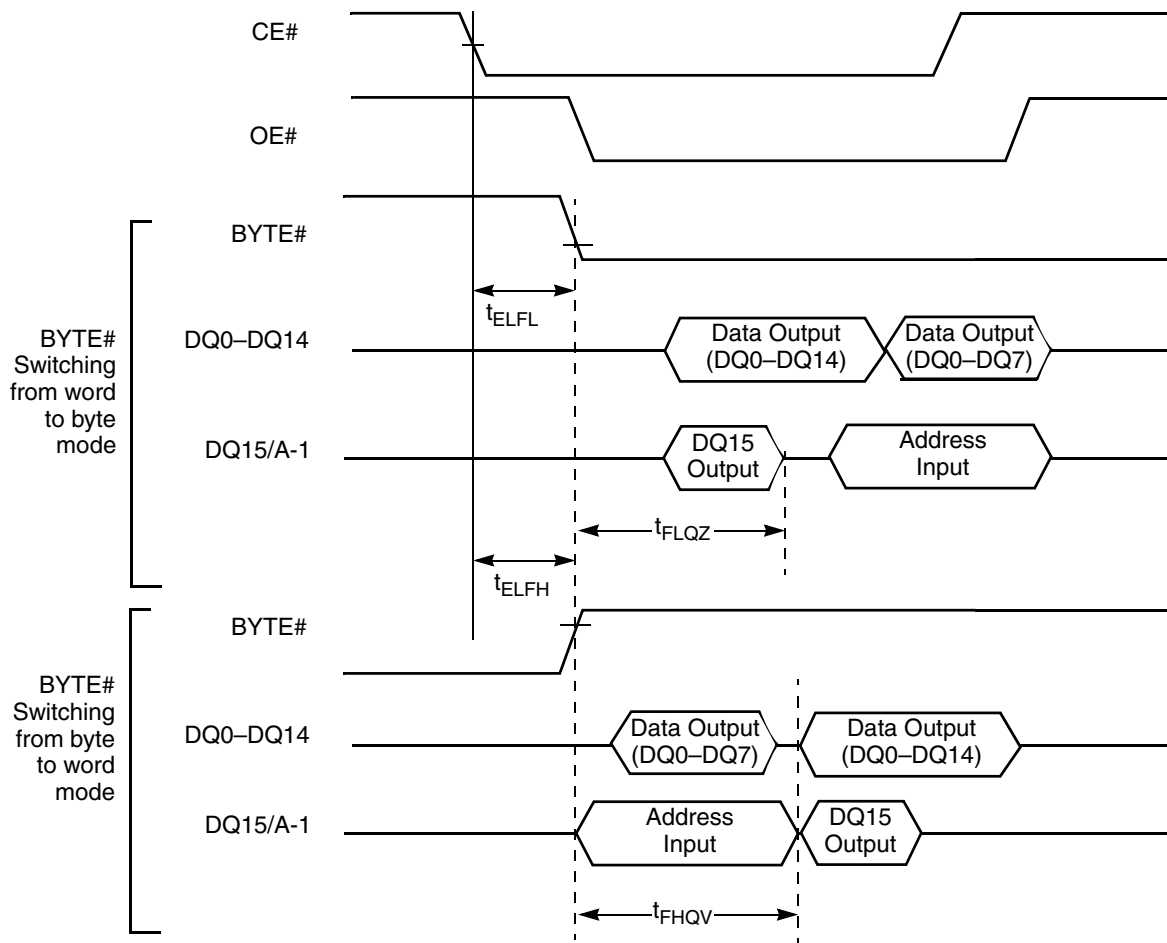 CE#
OE#
BYTE#
tELFL
BYTE#
Switching
from word
to byte
mode
DQ0–DQ14
Data Output
(DQ0–DQ14)
Data Output
(DQ0–DQ7)
DQ15/A-1
DQ15
Output
Address
Input
tFLQZ
tELFH
BYTE#
BYTE#
Switching
from byte
to word
mode
DQ0–DQ14
Data Output
(DQ0–DQ7)
Data Output
(DQ0–DQ14)
DQ15/A-1
Address
Input
DQ15
Output
tFHQV